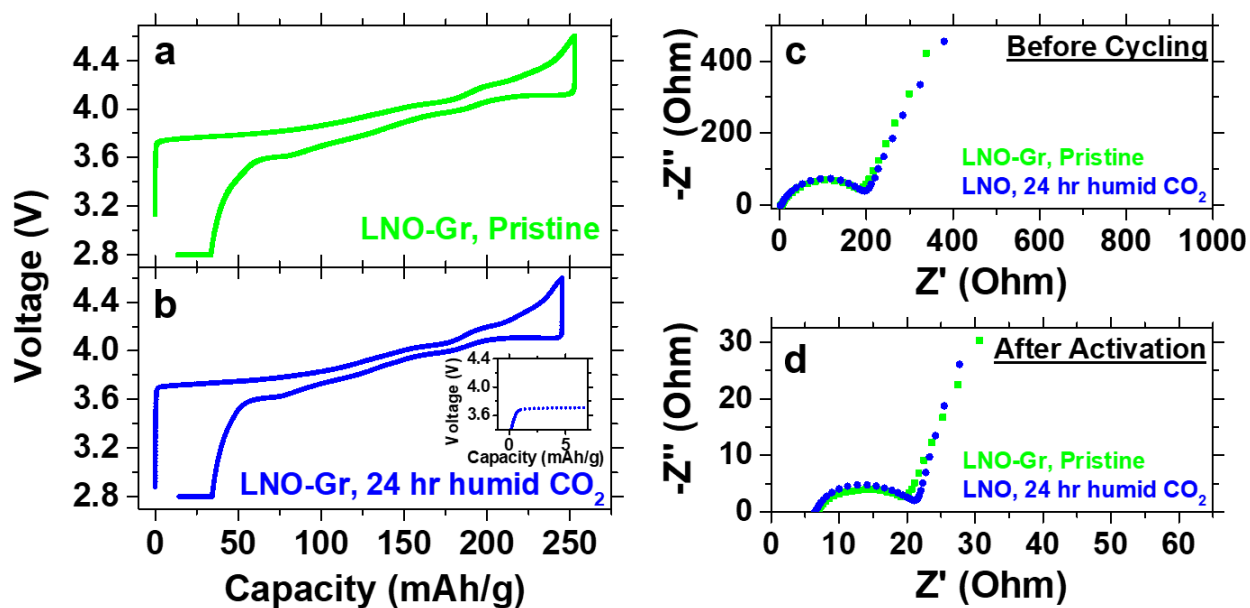 a
4.4
4.0
3.6
3.2
2.8
LNO-Gr, Pristine
b
4.4
4.0
3.6
3.2
2.8
LNO-Gr, 24 hr humid CO₂
4.4
4.0
3.6
0 5
Voltage (V)
Capacity (mAh/g)
0 50 100 150 200 250
Voltage (V)
Capacity (mAh/g)
c
Before Cycling
400
200
0
-Z'' (Ohm)
LNO-Gr, Pristine
LNO, 24 hr humid CO₂
0 200 400 600 800 1000
Z' (Ohm)
d
After Activation
30
20
10
0
-Z'' (Ohm)
LNO-Gr, Pristine
LNO, 24 hr humid CO₂
0 10 20 30 40 50 60
Z' (Ohm)